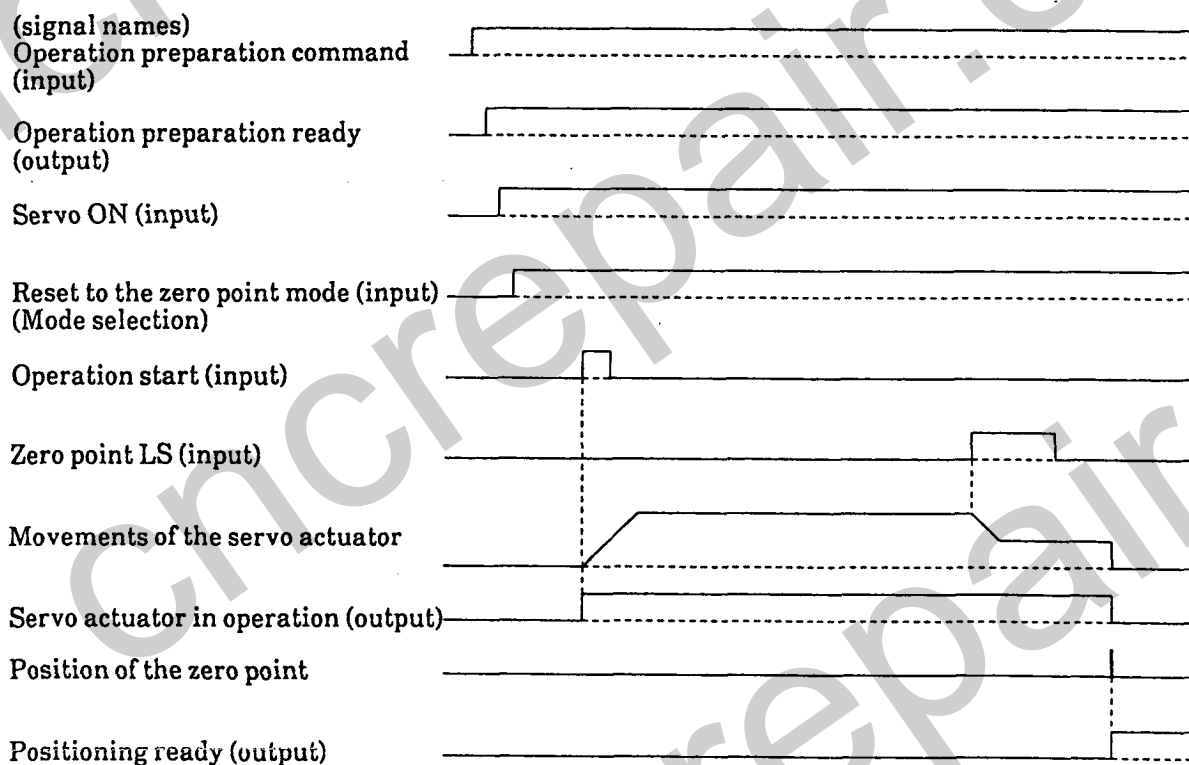 (signal names)
Operation preparation command
(input)
Operation preparation ready
(output)
Servo ON (input)
Reset to the zero point mode (input)
(Mode selection)
Operation start (input)
Zero point LS (input)
Movements of the servo actuator
Servo actuator in operation (output)
Position of the zero point
Positioning ready (output)
cncrepair.c
repair